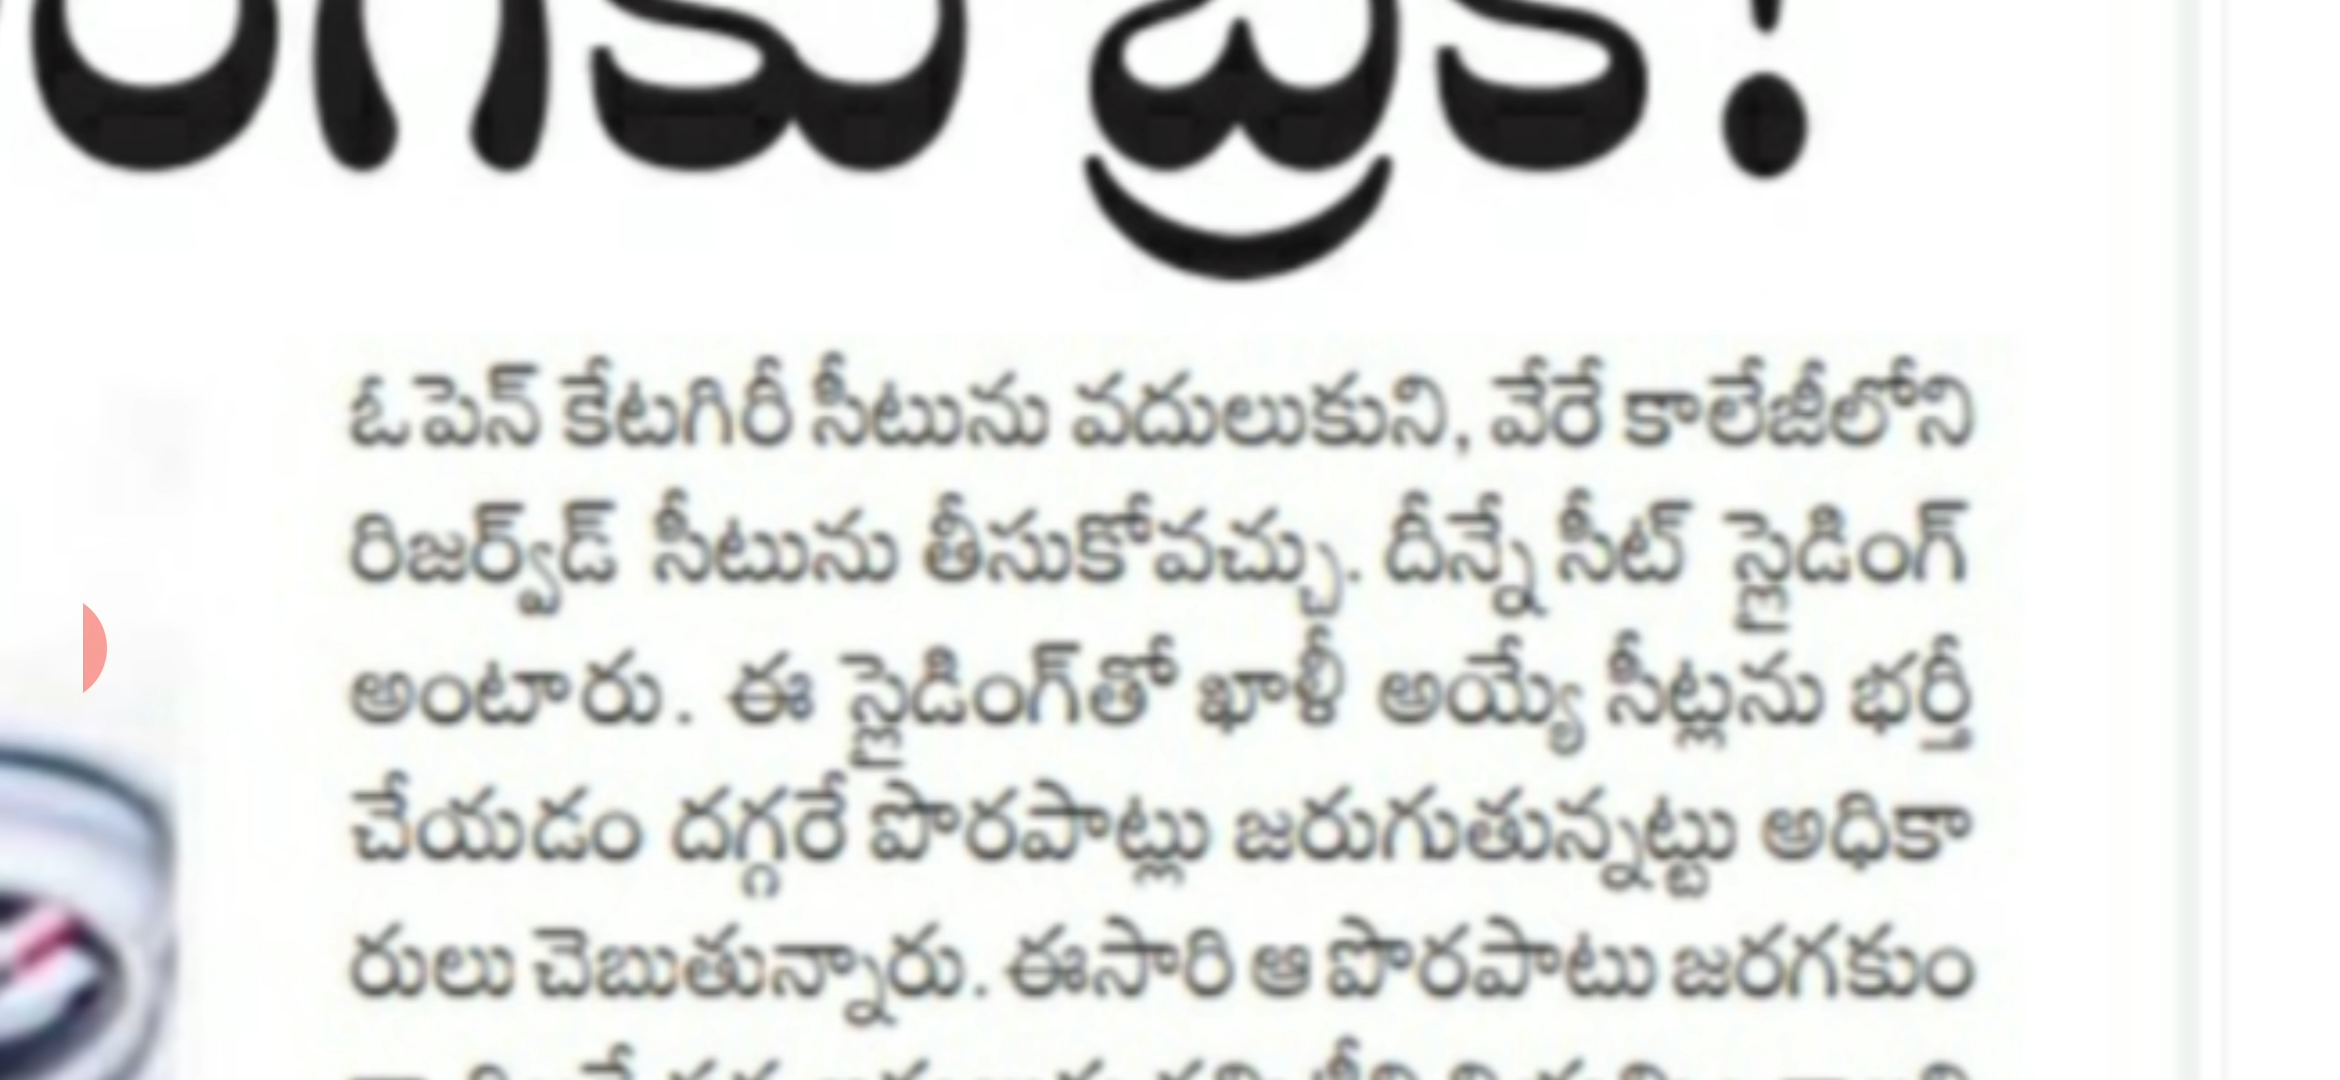 బ్రేక్!
ఓపెన్ కేటగిరీ సీటును వదులుకుని, వేరే కాలేజీలోని
రిజర్వ్‌డ్ సీటును తీసుకోవచ్చు. దీన్నే సీట్ స్లైడింగ్
అంటారు. ఈ స్లైడింగ్‌తో ఖాళీ అయ్యే సీట్లను భర్తీ
చేయడం దగ్గరే పొరపాట్లు జరుగుతున్నట్టు అధికా
రులు చెబుతున్నారు. ఈసారి ఆ పొరపాటు జరగకుం